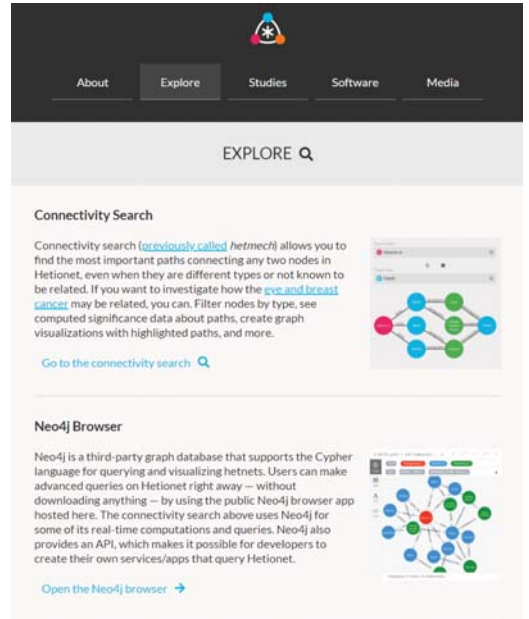 About
Explore
Studies
Software
Media
EXPLORE
Connectivity Search
Connectivity search (previously called hetmech) allows you to
find the most important paths connecting any two nodes in
Hetionet, even when they are different types or not known to
be related. If you want to investigate how the eye and breast
cancer may be related, you can. Filter nodes by type, see
computed significance data about paths, create graph
visualizations with highlighted paths, and more.
Go to the connectivity search
Neo4j Browser
Neo4j is a third-party graph database that supports the Cypher
language for querying and visualizing hetnets. Users can make
advanced queries on Hetionet right away — without
downloading anything — by using the public Neo4j browser app
hosted here. The connectivity search above uses Neo4j for
some of its real-time computations and queries. Neo4j also
provides an API, which makes it possible for developers to
create their own services/apps that query Hetionet.
Open the Neo4j browser